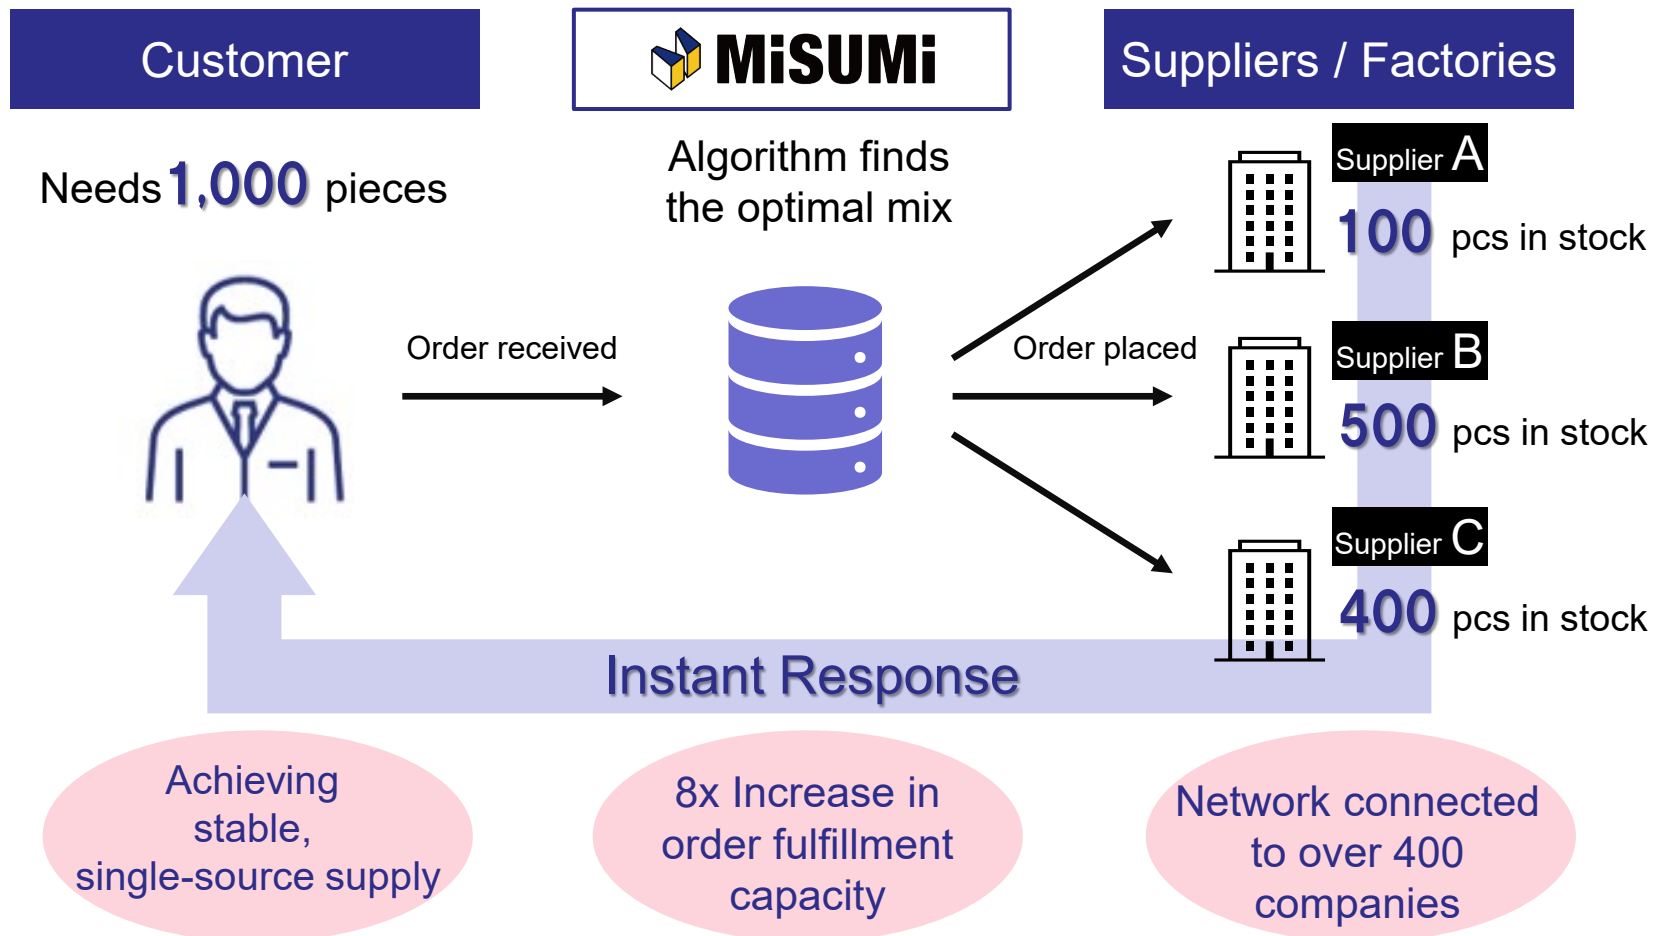 Customer
MiSUMi
Suppliers / Factories
Needs 1,000 pieces
Algorithm finds
the optimal mix
Order received
Order placed
Supplier A
100 pcs in stock
Supplier B
500 pcs in stock
Supplier C
400 pcs in stock
Instant Response
Achieving
stable,
single-source supply
8x Increase in
order fulfillment
capacity
Network connected
to over 400
companies